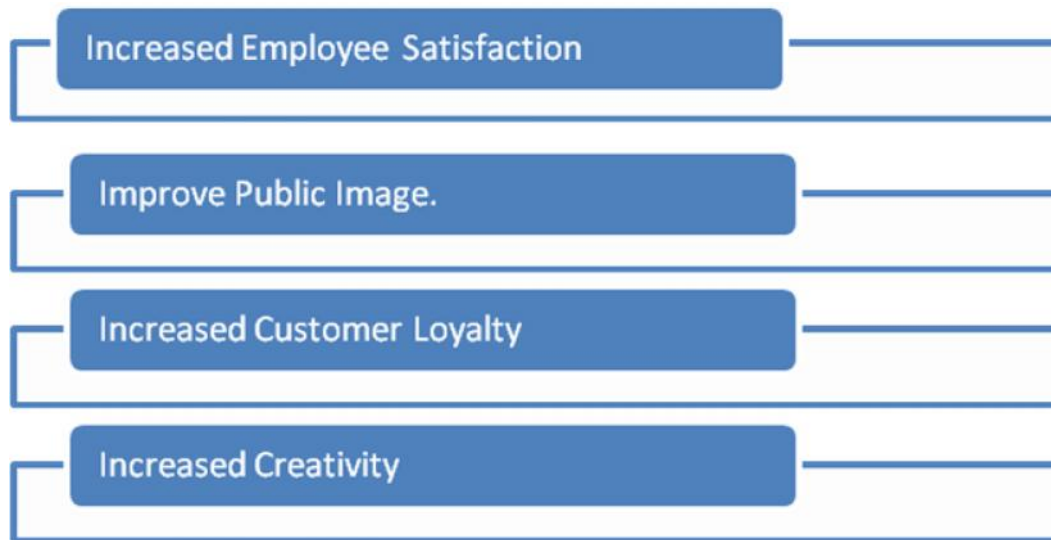 Increased Employee Satisfaction
Improve Public Image.
Increased Customer Loyalty
Increased Creativity